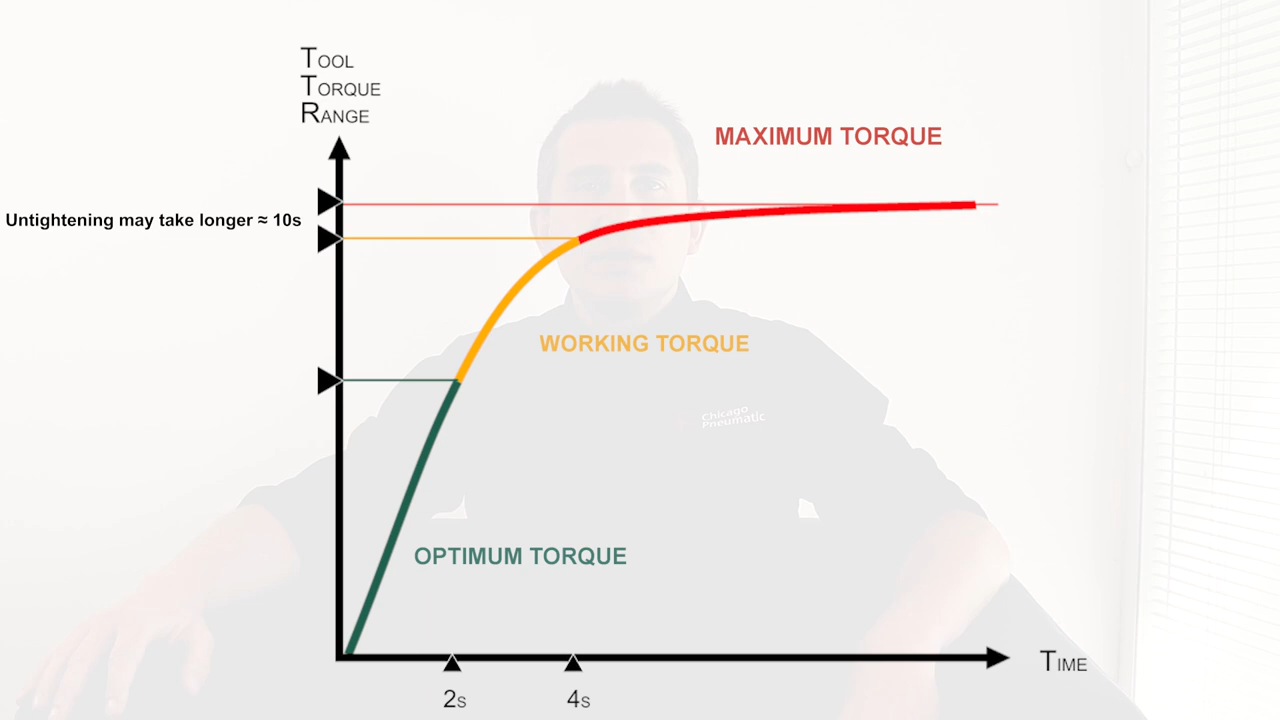 TOOL
TORQUE
RANGE
MAXIMUM TORQUE
Untightening may take longer ≈ 10s
WORKING TORQUE
Chicago
Pneumatic
OPTIMUM TORQUE
TIME
2s
4s